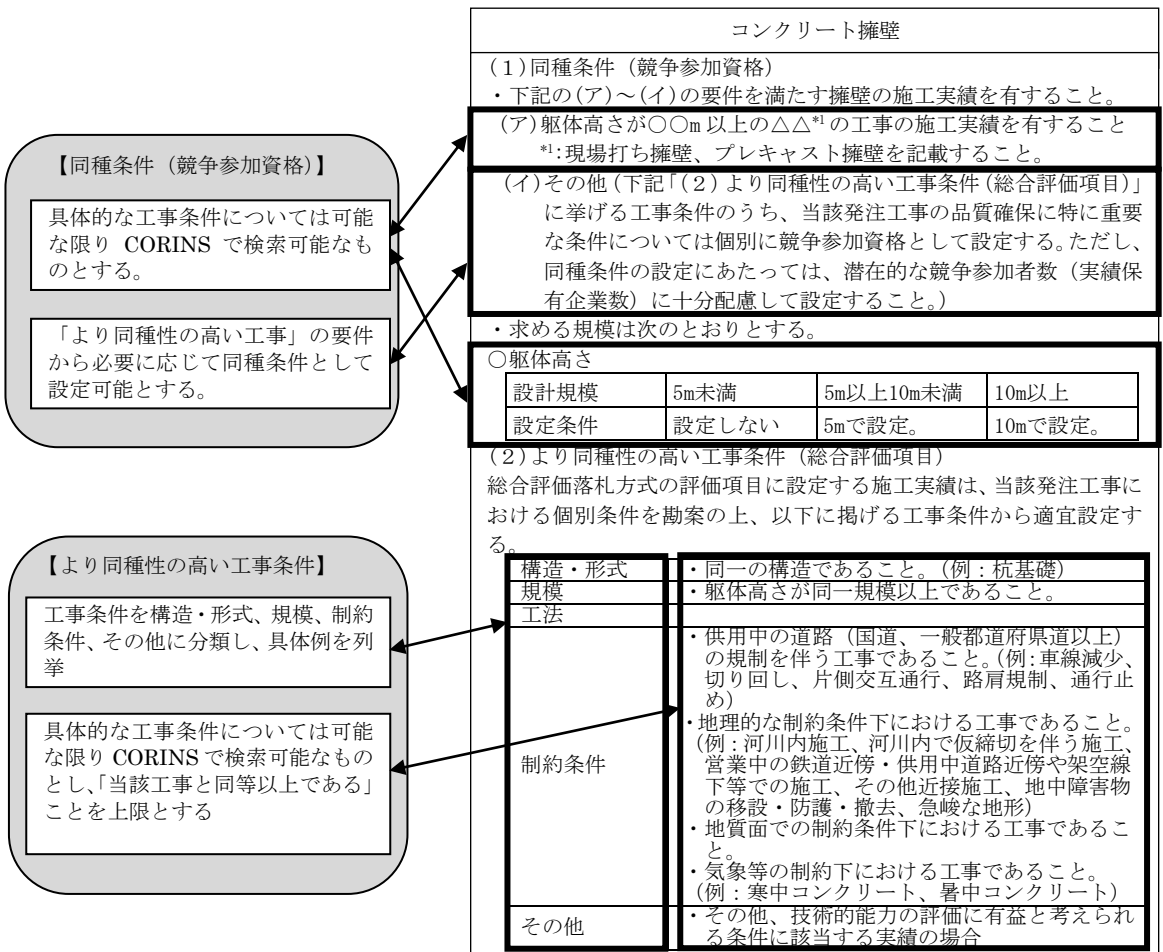 コンクリート擁壁
(1)同種条件(競争参加資格)
・下記の(ア)～(イ)の要件を満たす擁壁の施工実績を有すること。
(ア)躯体高さが○○m以上の△△*1の工事の施工実績を有すること
*1:現場打ち擁壁、プレキャスト擁壁を記載すること。
(イ)その他(下記「(2)より同種性の高い工事条件(総合評価項目)」
に挙げる工事条件のうち、当該発注工事の品質確保に特に重要
な条件については個別に競争参加資格として設定する。ただし、
同種条件の設定にあたっては、潜在的な競争参加者数(実績保
有企業数)に十分配慮して設定すること。)
・求める規模は次のとおりとする。
○躯体高さ
設計規模 5m未満 5m以上10m未満 10m以上
設定条件 設定しない 5mで設定。 10mで設定。
(2)より同種性の高い工事条件(総合評価項目)
総合評価落札方式の評価項目に設定する施工実績は、当該発注工事に
おける個別条件を勘案の上、以下に掲げる工事条件から適宜設定す
る。
構造・形式 ・同一の構造であること。(例:杭基礎)
規模 ・躯体高さが同一規模以上であること。
工法
制約条件
・供用中の道路(国道、一般都道府県道以上)
の規制を伴う工事であること。(例:車線減少、
切り回し、片側交互通行、路肩規制、通行止
め)
・地理的な制約条件下における工事であること。
(例:河川内施工、河川内で仮締切を伴う施工、
営業中の鉄道近傍・供用中道路近傍や架空線
下等での施工、その他近接施工、地中障害物
の移設・防護・撤去、急峻な地形)
・地質面での制約条件下における工事であるこ
と。
・気象等の制約下における工事であること。
(例:寒中コンクリート、暑中コンクリート)
その他
・その他、技術的能力の評価に有益と考えられ
る条件に該当する実績の場合
【同種条件(競争参加資格)】
具体的な工事条件については可能
な限り CORINS で検索可能なも
のとする。
「より同種性の高い工事」の要件
から必要に応じて同種条件として
設定可能とする。
【より同種性の高い工事条件】
工事条件を構造・形式、規模、制約
条件、その他に分類し、具体例を列
挙
具体的な工事条件については可能
な限り CORINS で検索可能なもの
とし、「当該工事と同等以上である」
ことを上限とする